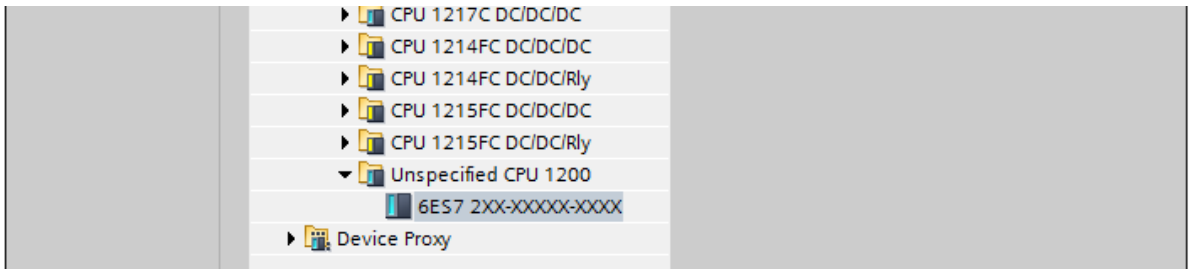 CPU 1217C DC/DC/DC
CPU 1214FC DC/DC/DC
CPU 1214FC DC/DC/Rly
CPU 1215FC DC/DC/DC
CPU 1215FC DC/DC/Rly
Unspecified CPU 1200
6ES7 2XX-XXXXX-XXXX
Device Proxy